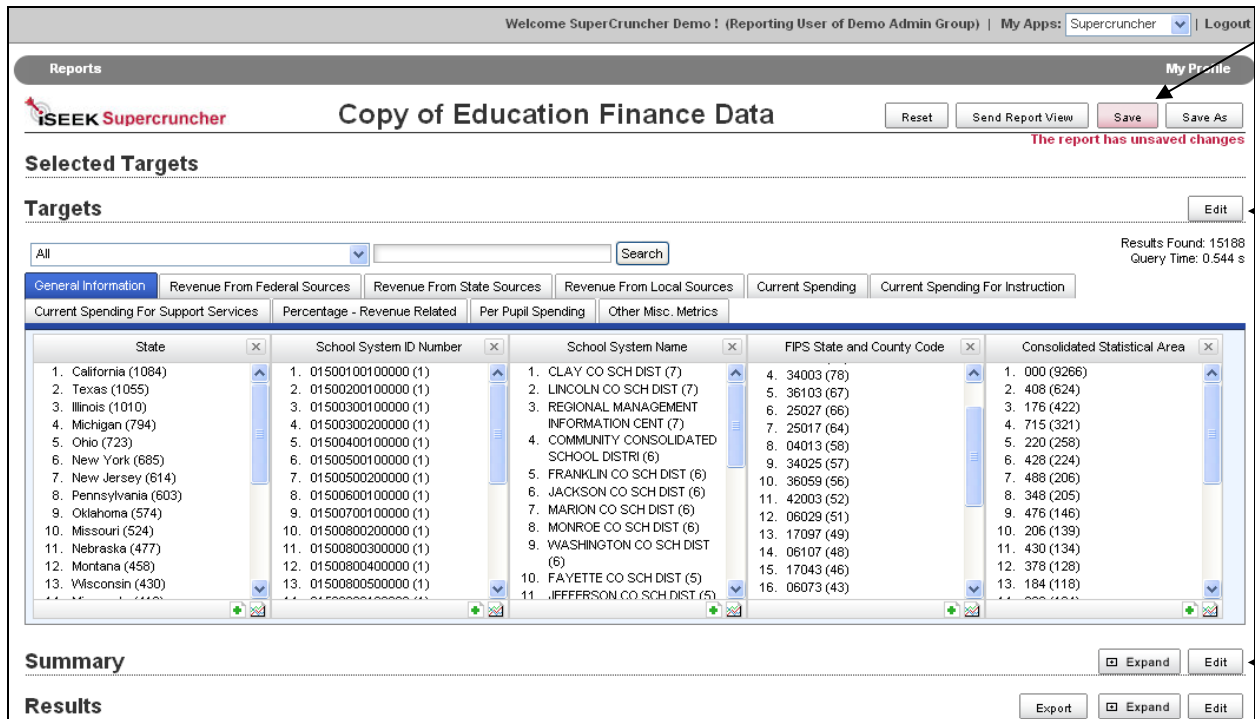 Welcome SuperCruncher Demo ! (Reporting User of Demo Admin Group) | My Apps: Supercruncher | Logout
Reports My Profile
iSEEK Supercruncher
Copy of Education Finance Data
Reset Send Report View Save Save As
The report has unsaved changes
Selected Targets
Targets
Edit
All
Search
Results Found: 15188
Query Time: 0.544 s
General Information Revenue From Federal Sources Revenue From State Sources Revenue From Local Sources Current Spending Current Spending For Instruction
Current Spending For Support Services Percentage - Revenue Related Per Pupil Spending Other Misc. Metrics
State
1. California (1084)
2. Texas (1055)
3. Illinois (1010)
4. Michigan (794)
5. Ohio (723)
6. New York (685)
7. New Jersey (614)
8. Pennsylvania (603)
9. Oklahoma (574)
10. Missouri (524)
11. Nebraska (477)
12. Montana (458)
13. Wisconsin (430)
School System ID Number
1. 01500100100000 (1)
2. 01500200100000 (1)
3. 01500300100000 (1)
4. 01500300200000 (1)
5. 01500400100000 (1)
6. 01500500100000 (1)
7. 01500500200000 (1)
8. 01500600100000 (1)
9. 01500700100000 (1)
10. 01500800200000 (1)
11. 01500800300000 (1)
12. 01500800400000 (1)
13. 01500800500000 (1)
School System Name
1. CLAY CO SCH DIST (7)
2. LINCOLN CO SCH DIST (7)
3. REGIONAL MANAGEMENT
INFORMATION CENT (7)
4. COMMUNITY CONSOLIDATED
SCHOOL DISTRI (6)
5. FRANKLIN CO SCH DIST (6)
6. JACKSON CO SCH DIST (6)
7. MARION CO SCH DIST (6)
8. MONROE CO SCH DIST (6)
9. WASHINGTON CO SCH DIST
(6)
10. FAYETTE CO SCH DIST (5)
11. JEFFERSON CO SCH DIST (5)
FIPS State and County Code
4. 34003 (78)
5. 36103 (67)
6. 25027 (66)
7. 25017 (64)
8. 04013 (58)
9. 34025 (57)
10. 36059 (56)
11. 42003 (52)
12. 06029 (51)
13. 17097 (49)
14. 06107 (48)
15. 17043 (46)
16. 06073 (43)
Consolidated Statistical Area
1. 000 (9266)
2. 408 (624)
3. 176 (422)
4. 715 (321)
5. 220 (258)
6. 428 (224)
7. 488 (206)
8. 348 (205)
9. 476 (146)
10. 206 (139)
11. 430 (134)
12. 378 (128)
13. 184 (118)
Summary
Expand Edit
Results
Export Expand Edit